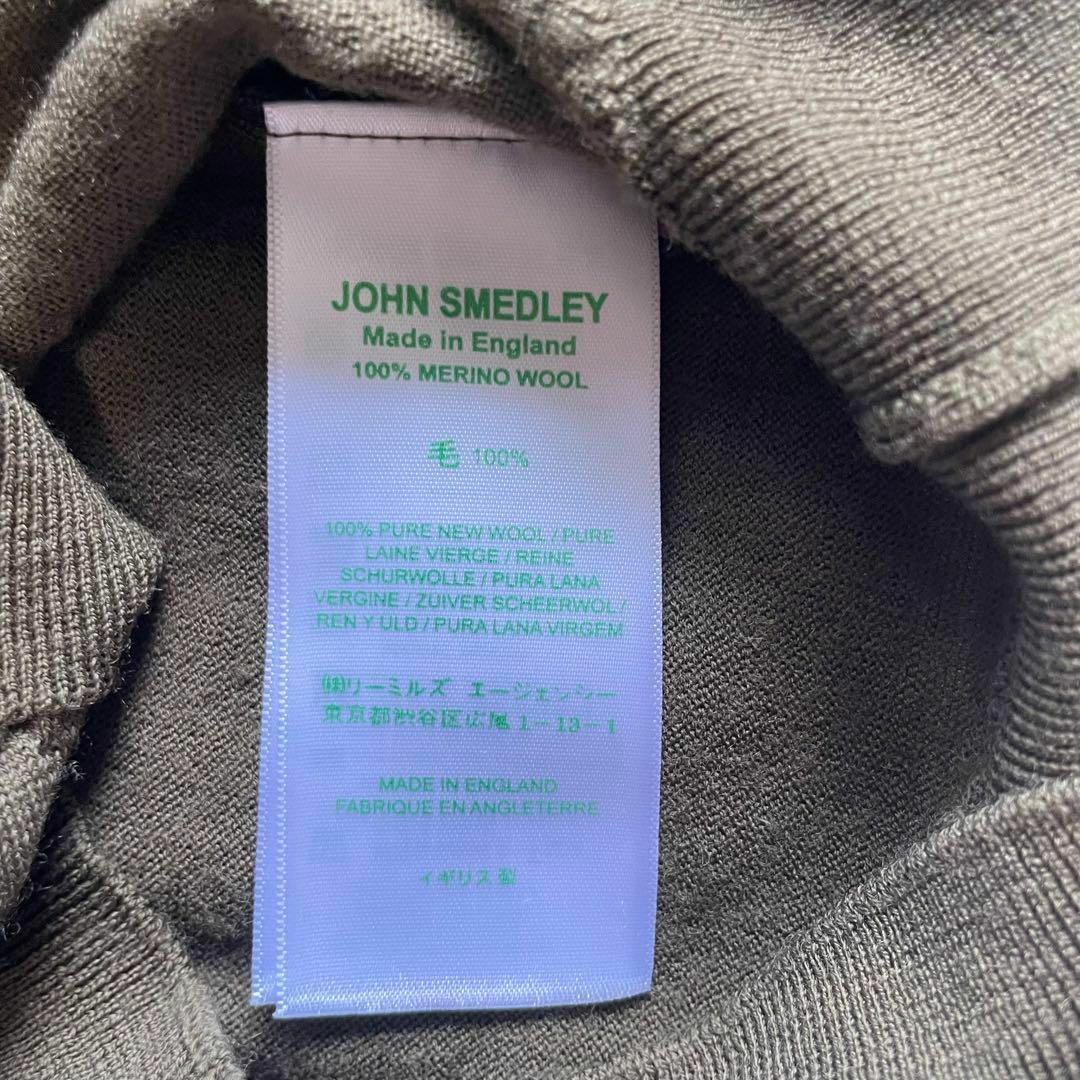 JOHN SMEDLEY
Made in England
100% MERINO WOOL
毛 100%
100% PURE NEW WOOL / PURE
LAINE VIERGE / REINE
SCHURWOLLE / PURA LANA
VERGINE / ZUIVER SCHEERWOL /
REN Y ULD / PURA LANA VIRGEM
㈱リーミルズ エージェンシー
東京都渋谷区広尾1-13-1
MADE IN ENGLAND
FABRIQUE EN ANGLETERRE
イギリス製